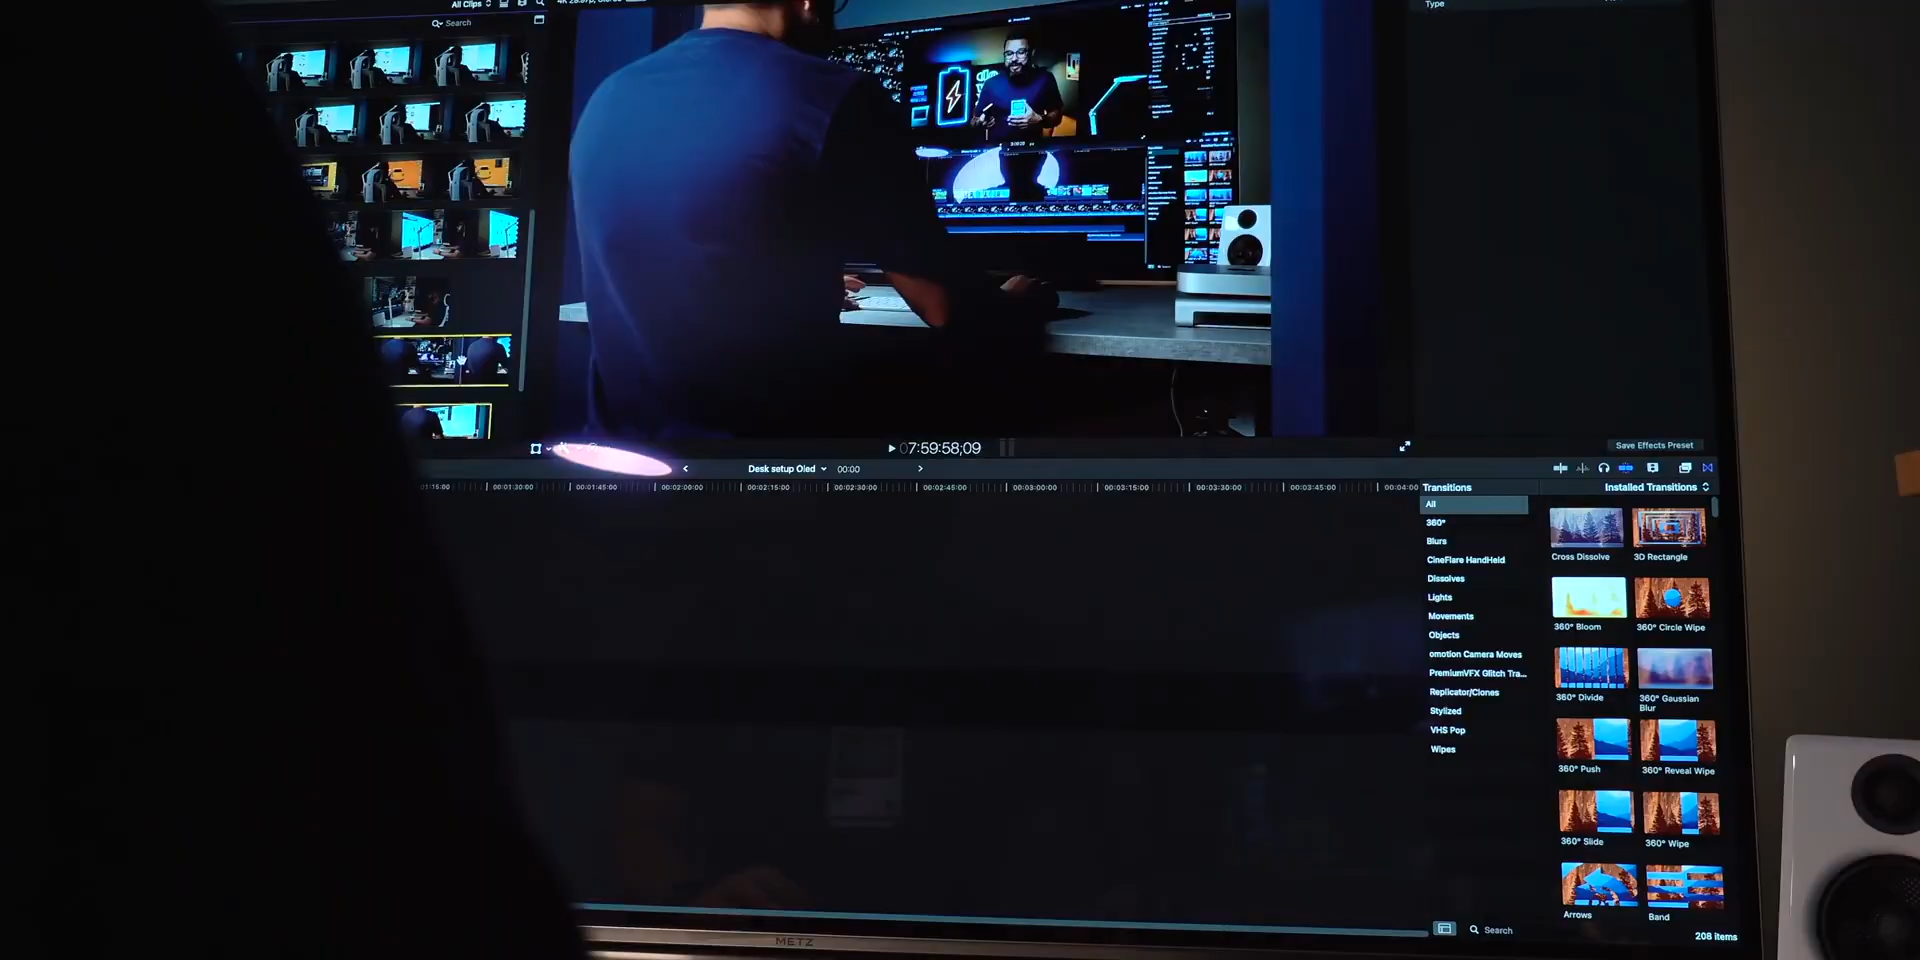 All Clips
Search
Type
07:59:58;09
Save Effects Preset
Desk setup Oled
00:00
Installed Transitions
00:01:30:00
00:01:45:00
00:02:00:00
00:02:15:00
00:02:30:00
00:02:45:00
00:03:00:00
00:03:15:00
00:03:30:00
00:03:45:00
Transitions
All
360°
Blurs
CineFlare HandHeld
Dissolves
Lights
Movements
Objects
omotion Camera Moves
PremiumVFX Glitch Tra...
Replicator/Clones
Stylized
VHS Pop
Wipes
Cross Dissolve
3D Rectangle
360° Bloom
360° Circle Wipe
360° Divide
360° Gaussian
Blur
360° Push
360° Reveal Wipe
360° Slide
360° Wipe
Arrows
Band
Search
208 items
METZ